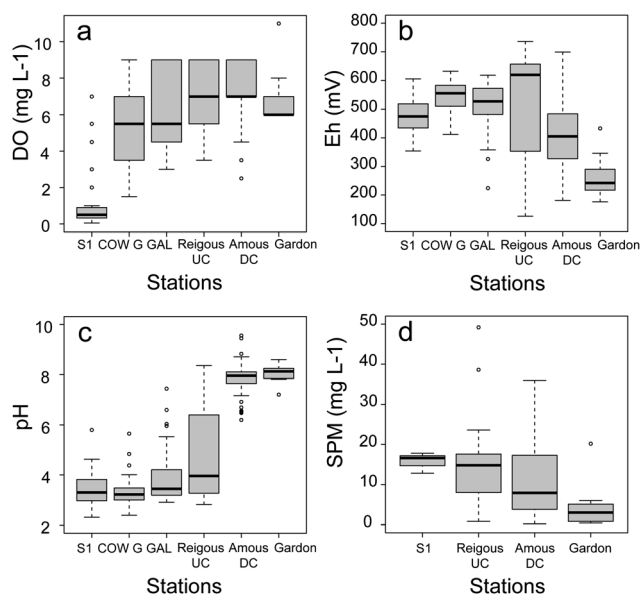 a
DO (mg L-1)
10
8
6
4
2
0
S1 COW G GAL Reigous Amous Gardon
UC DC
Stations
b
Eh (mV)
800
700
600
500
400
300
200
100
S1 COW G GAL Reigous Amous Gardon
UC DC
Stations
c
pH
10
8
6
4
2
S1 COW G GAL Reigous Amous Gardon
UC DC
Stations
d
SPM (mg L-1)
50
40
30
20
10
0
S1 Reigous Amous Gardon
UC DC
Stations